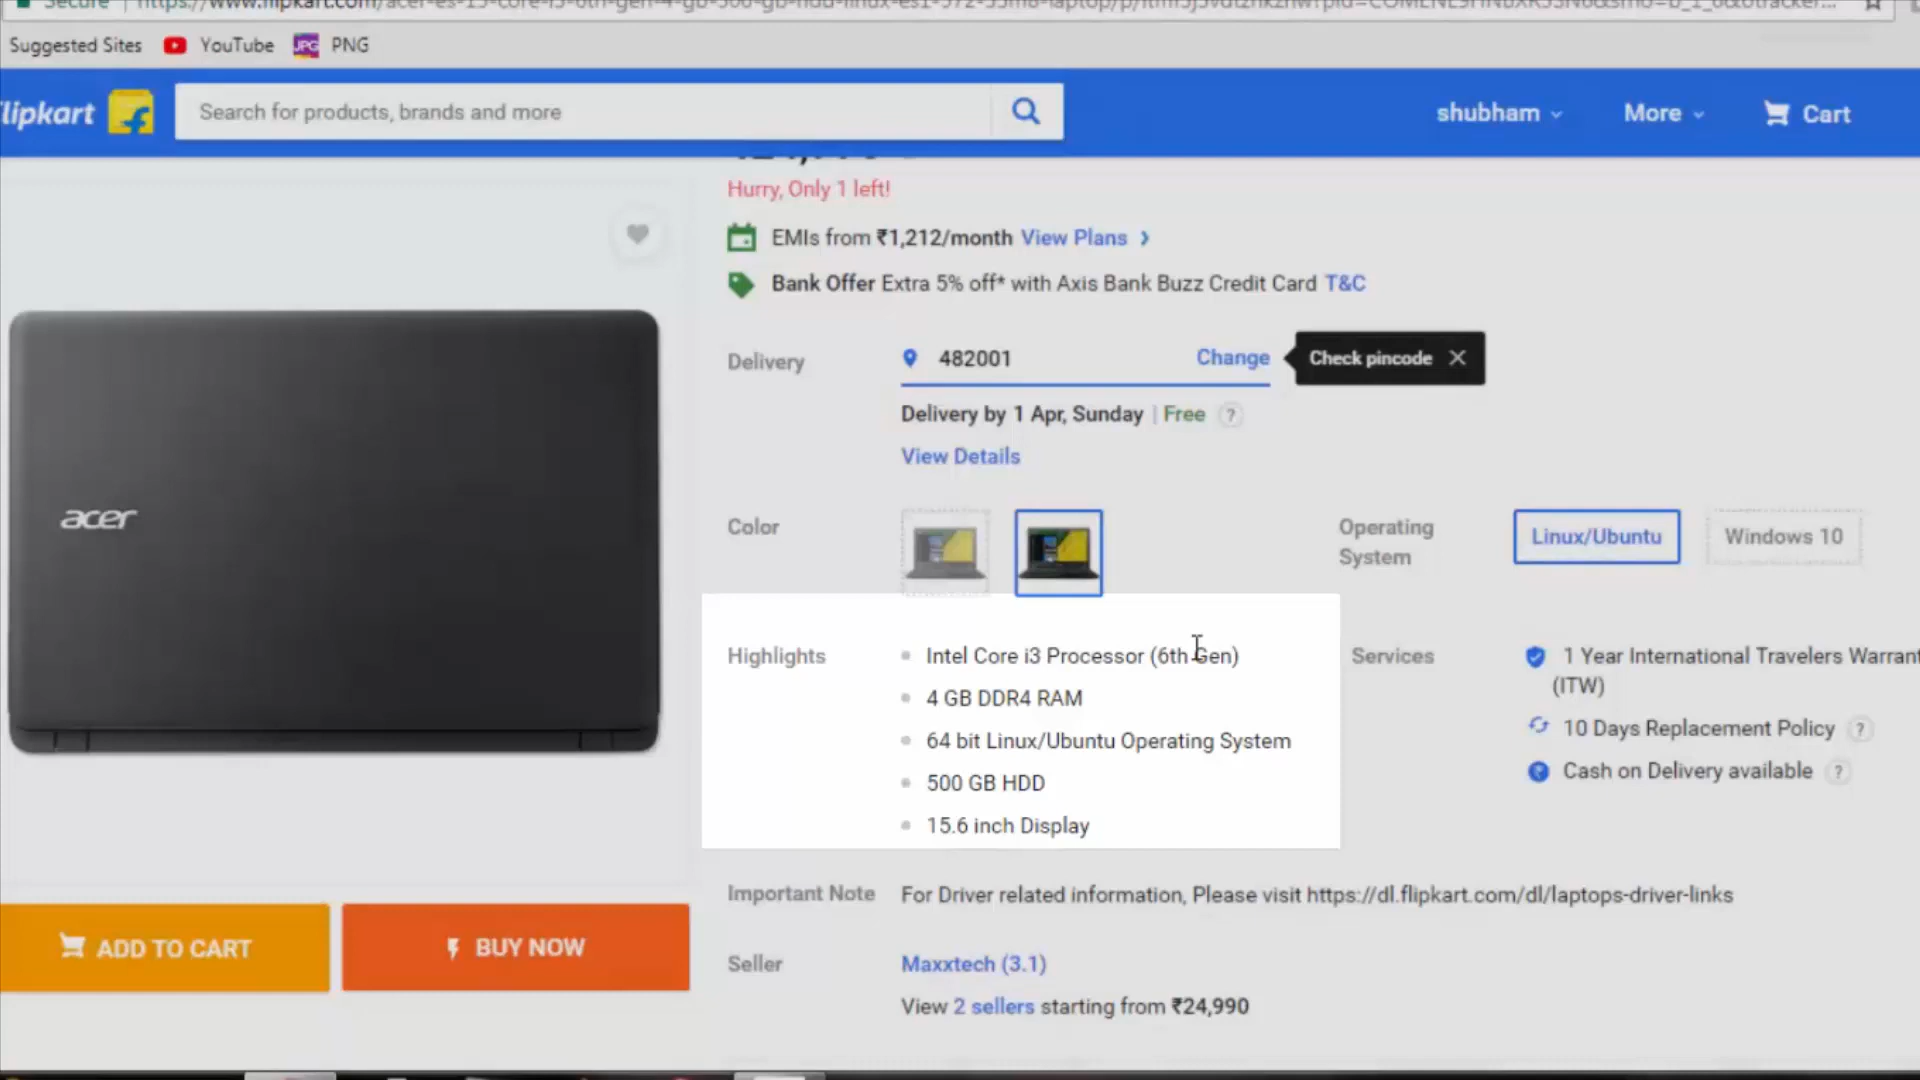 Secure
Suggested Sites YouTube JPG PNG
lipkart Search for products, brands and more shubham More Cart
Hurry, Only 1 left!
EMIs from ₹1,212/month View Plans
Bank Offer Extra 5% off* with Axis Bank Buzz Credit Card T&C
Delivery 482001 Change Check pincode
Delivery by 1 Apr, Sunday | Free ?
View Details
Color
Operating System Linux/Ubuntu Windows 10
acer
Highlights
Intel Core i3 Processor (6th Gen)
4 GB DDR4 RAM
64 bit Linux/Ubuntu Operating System
500 GB HDD
15.6 inch Display
Services
1 Year International Travelers Warrant
(ITW)
10 Days Replacement Policy ?
Cash on Delivery available ?
Important Note For Driver related information, Please visit https://dl.flipkart.com/dl/laptops-driver-links
ADD TO CART BUY NOW
Seller Maxxtech (3.1)
View 2 sellers starting from ₹24,990